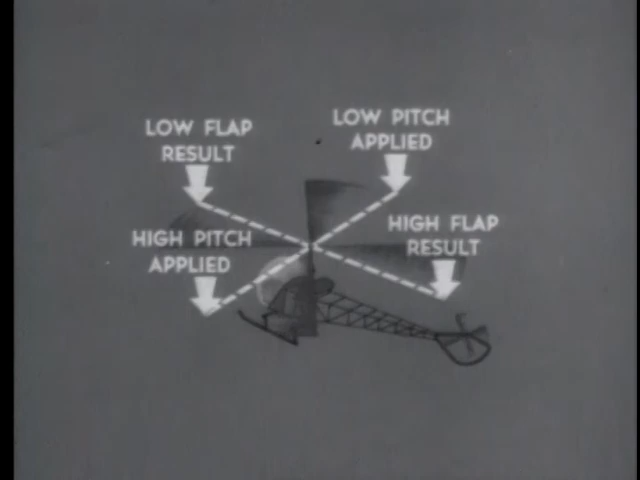 LOW FLAP
RESULT
LOW PITCH
APPLIED
HIGH PITCH
APPLIED
HIGH FLAP
RESULT